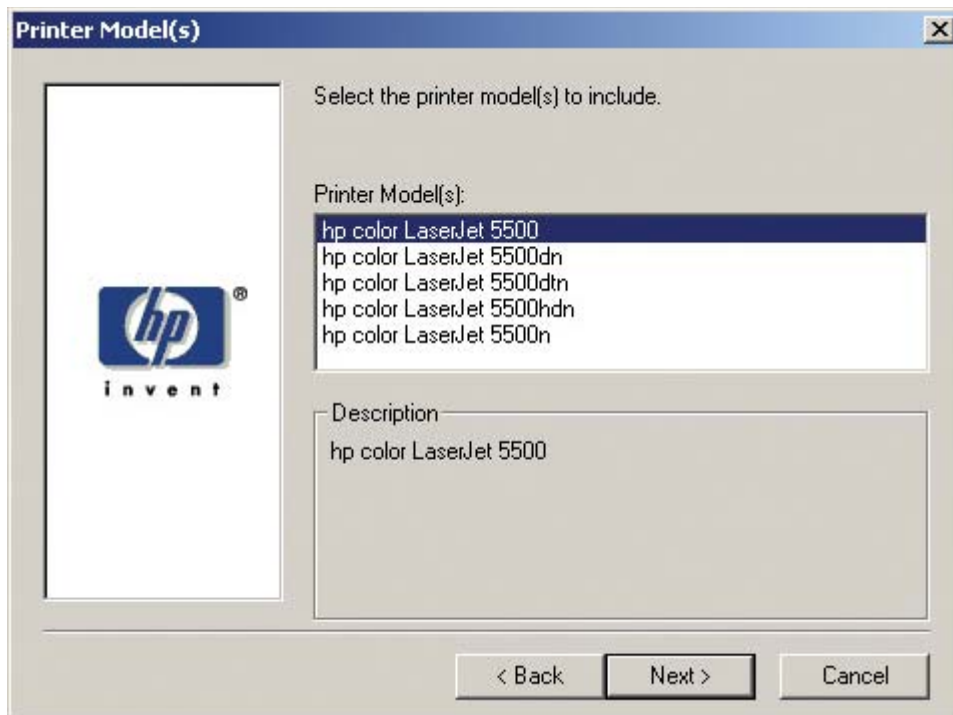 Printer Model(s)
Select the printer model(s) to include.
Printer Model(s):
hp color LaserJet 5500
hp color LaserJet 5500dn
hp color LaserJet 5500dtn
hp color LaserJet 5500hdn
hp color LaserJet 5500n
hp ®
invent
Description
hp color LaserJet 5500
< Back
Next >
Cancel